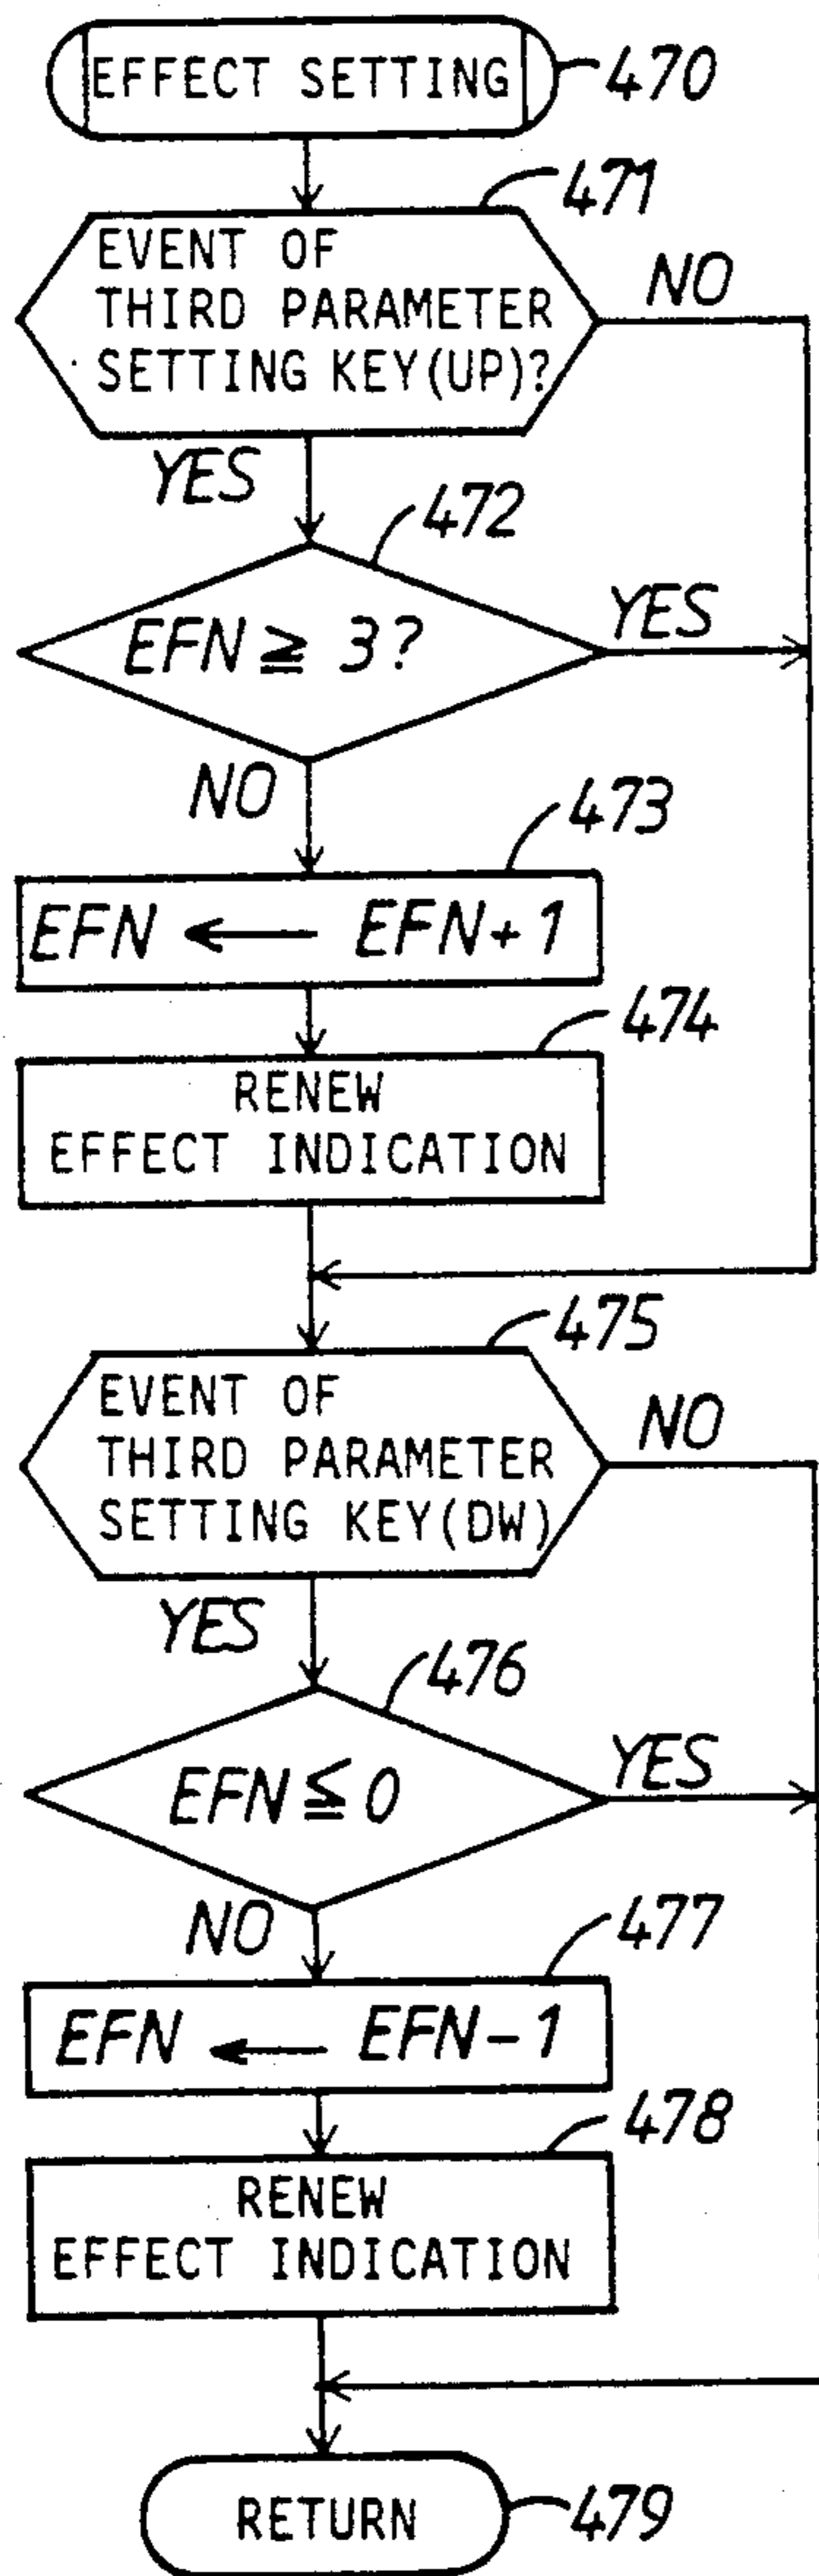 EFFECT SETTING
470
471
EVENT OF
THIRD PARAMETER
SETTING KEY(UP)?
NO
YES
472
EFN ≧ 3?
YES
NO
473
EFN ← EFN+1
474
RENEW
EFFECT INDICATION
475
EVENT OF
THIRD PARAMETER
SETTING KEY(DW)
NO
YES
476
EFN ≦ 0
YES
NO
477
EFN ← EFN-1
478
RENEW
EFFECT INDICATION
RETURN
479